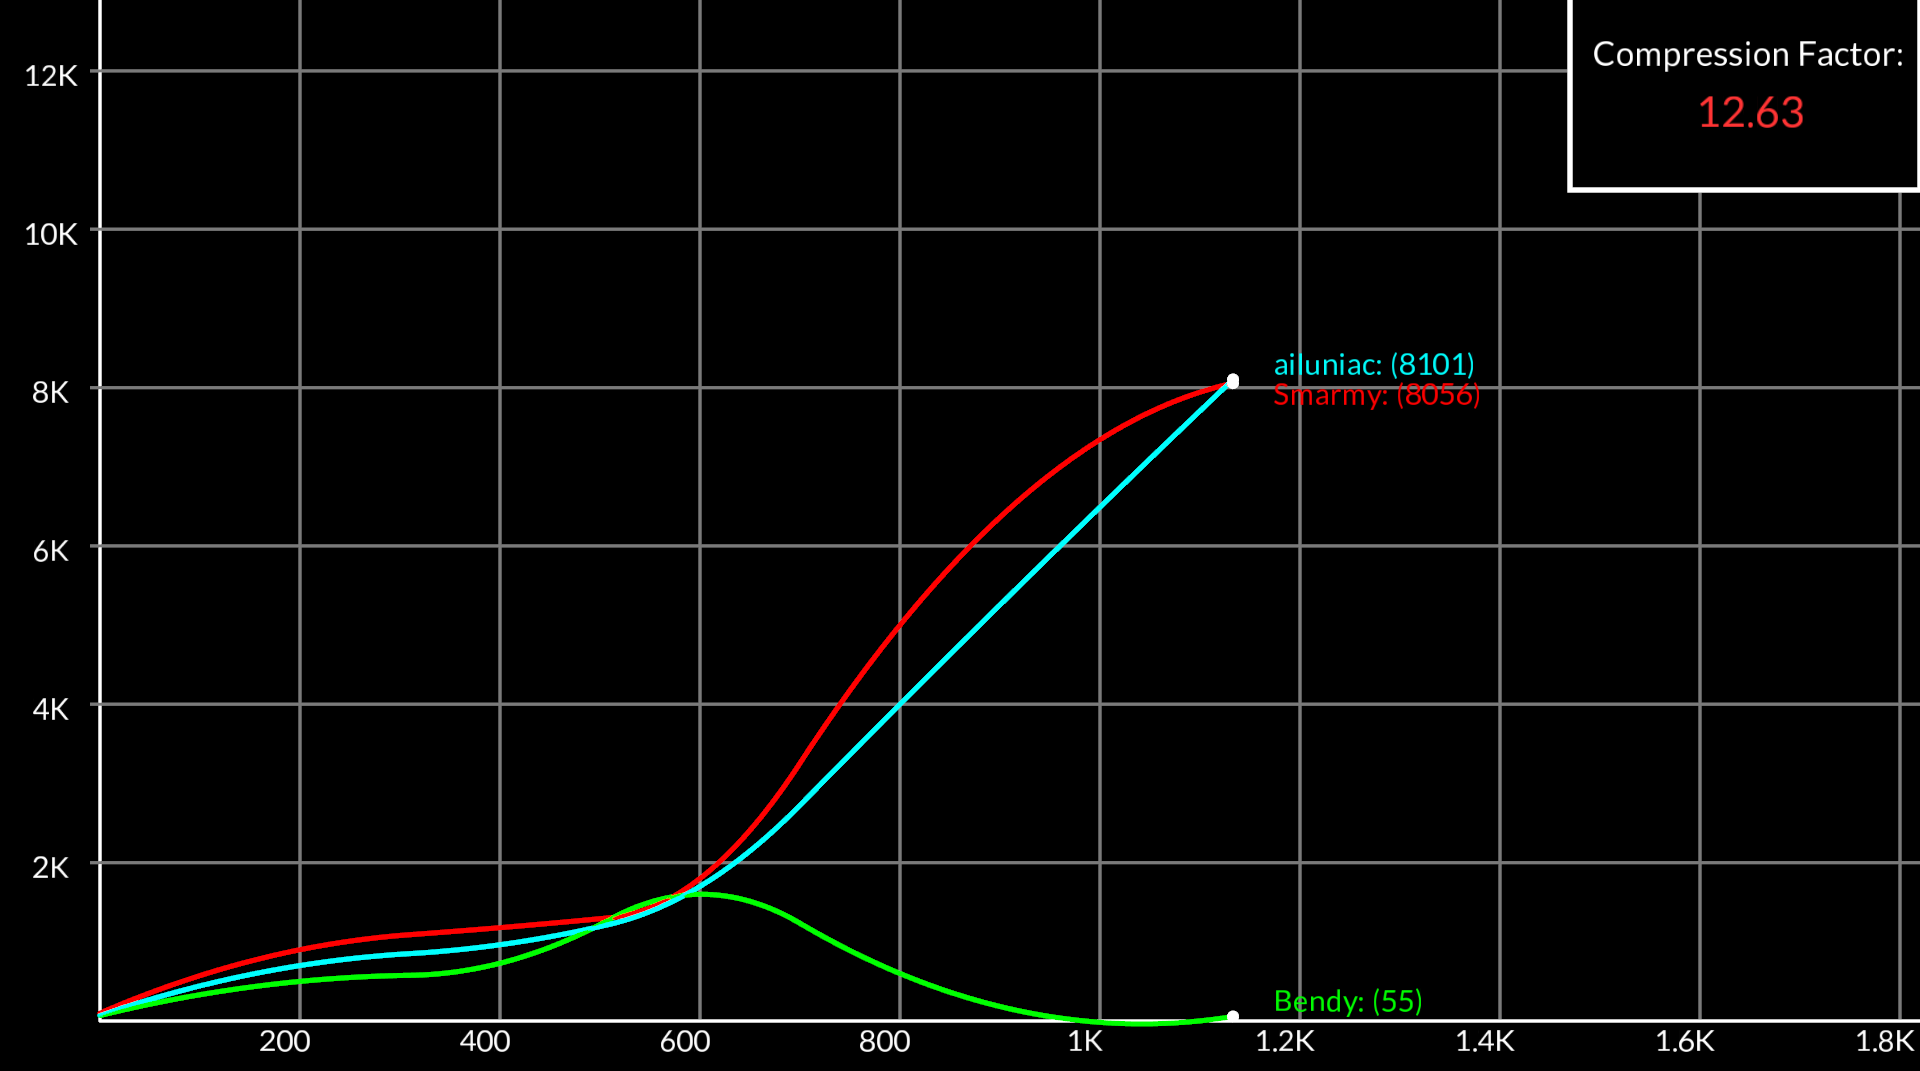 Compression Factor:
12.63
12K
10K
8K
6K
4K
2K
ailuniac: (8101)
Smarmy: (8056)
Bendy: (55)
200 400 600 800 1K 1.2K 1.4K 1.6K 1.8K